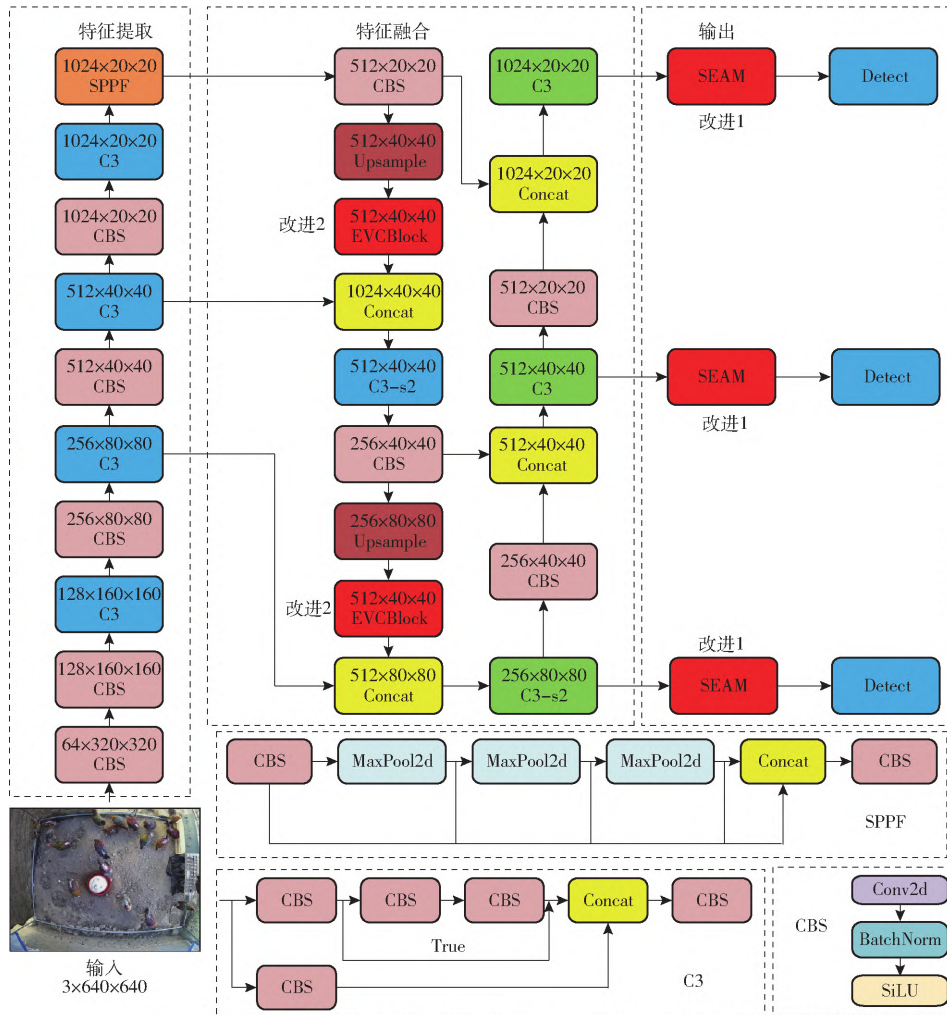 特征提取
1024×20×20
SPPF
1024×20×20
C3
1024×20×20
CBS
512×40×40
C3
512×40×40
CBS
256×80×80
C3
256×80×80
CBS
128×160×160
C3
128×160×160
CBS
64×320×320
CBS
输入
3×640×640
特征融合
512×20×20
CBS
512×40×40
Upsample
改进2
512×40×40
EVCBlock
1024×40×40
Concat
512×40×40
C3-s2
256×40×40
CBS
256×80×80
Upsample
改进2
512×40×40
EVCBlock
512×80×80
Concat
1024×20×20
C3
1024×20×20
Concat
512×20×20
CBS
512×40×40
C3
512×40×40
Concat
256×40×40
CBS
256×80×80
C3-s2
输出
SEAM
Detect
改进1
SEAM
Detect
改进1
改进1
SEAM
Detect
CBS
MaxPool2d
MaxPool2d
MaxPool2d
Concat
CBS
SPPF
CBS
CBS
CBS
Concat
CBS
True
CBS
C3
CBS
Conv2d
BatchNorm
SiLU